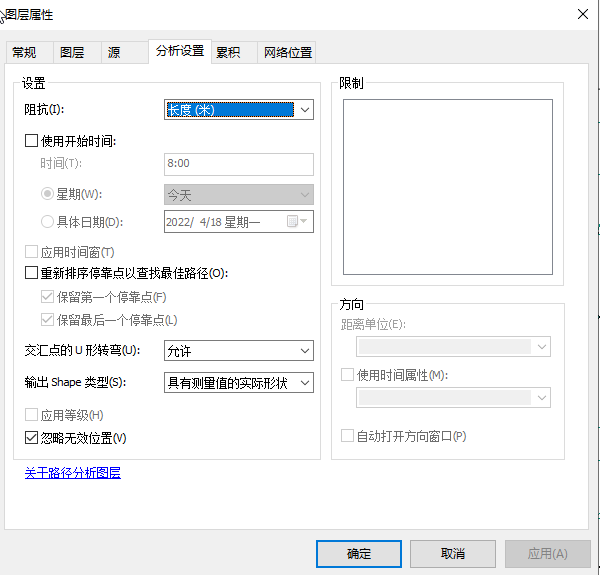 图层属性
常规 图层 源 分析设置 累积 网络位置
设置
阻抗(I): 长度 (米)
使用开始时间:
时间(T): 8:00
星期(W): 今天
具体日期(D): 2022/ 4/18 星期一
应用时间窗(T)
重新排序停靠点以查找最佳路径(O):
保留第一个停靠点(F)
保留最后一个停靠点(L)
交汇点的 U 形转弯(U): 允许
输出 Shape 类型(S): 具有测量值的实际形状
应用等级(H)
忽略无效位置(V)
关于路径分析图层
限制
方向
距离单位(E):
使用时间属性(M):
自动打开方向窗口(P)
确定 取消 应用(A)